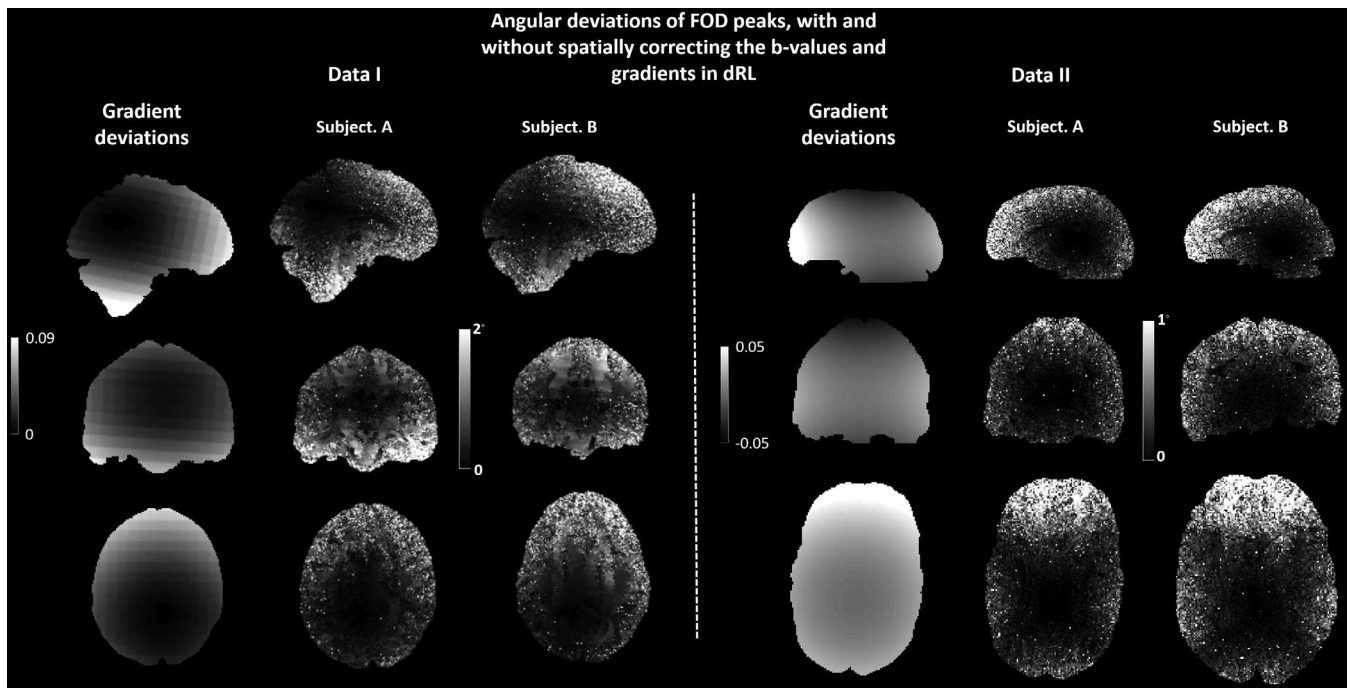 Angular deviations of FOD peaks, with and
without spatially correcting the b-values and
gradients in dRL
Data I
Data II
Gradient
deviations
Subject. A
Subject. B
Gradient
deviations
Subject. A
Subject. B
0.09
0
2°
0
0.05
-0.05
1°
0